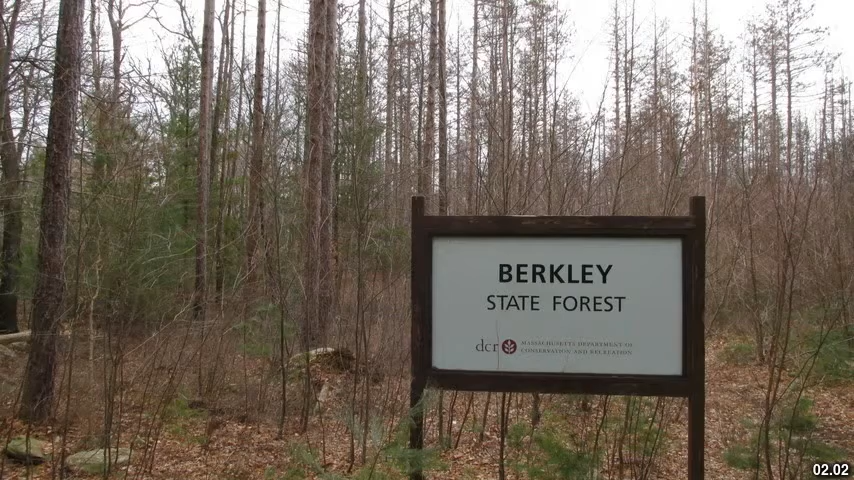 BERKLEY
STATE FOREST
dcr
MASSACHUSETTS DEPARTMENT OF
CONSERVATION AND RECREATION
02.02